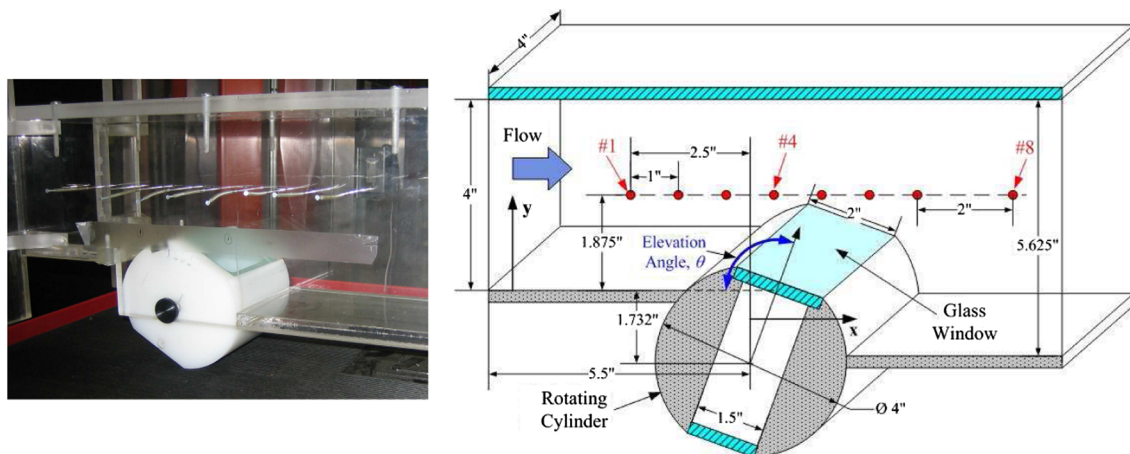 4"
Flow
#1
2.5"
#4
#8
1"
4"
y
1.875"
Elevation
Angle, θ
2"
2"
5.625"
1.732"
x
Glass
Window
5.5"
Rotating
Cylinder
1.5"
Ø 4"